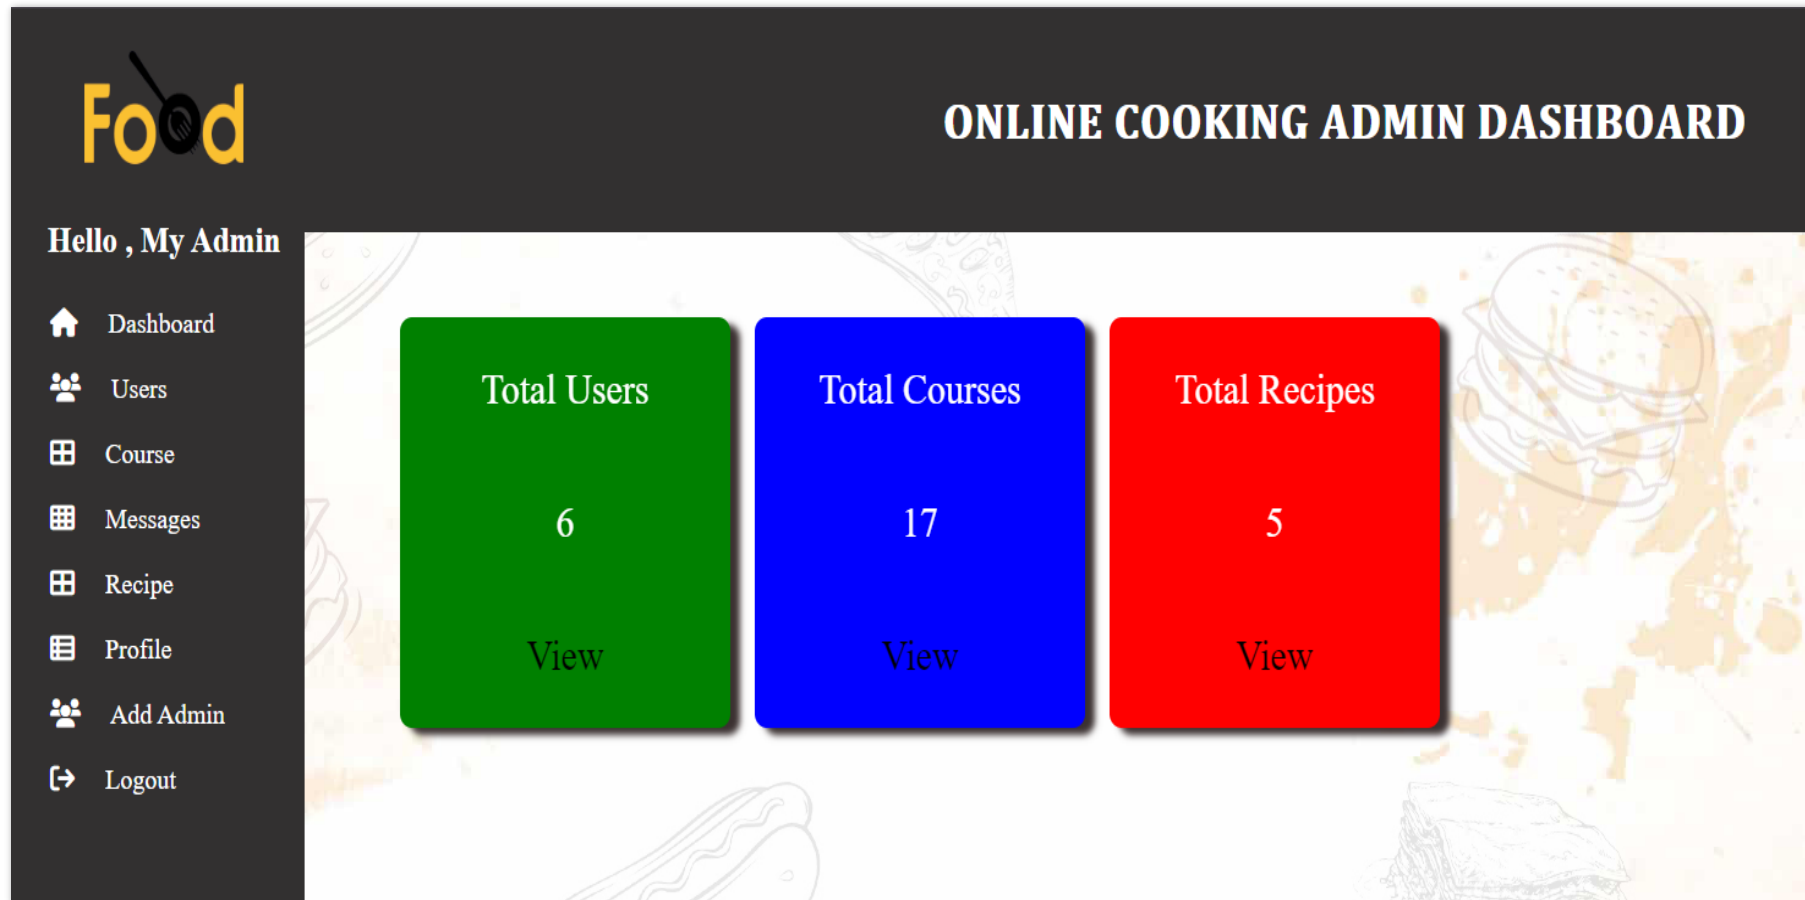 Food
ONLINE COOKING ADMIN DASHBOARD
Hello , My Admin
Dashboard
Users
Course
Messages
Recipe
Profile
Add Admin
Logout
Total Users
6
View
Total Courses
17
View
Total Recipes
5
View